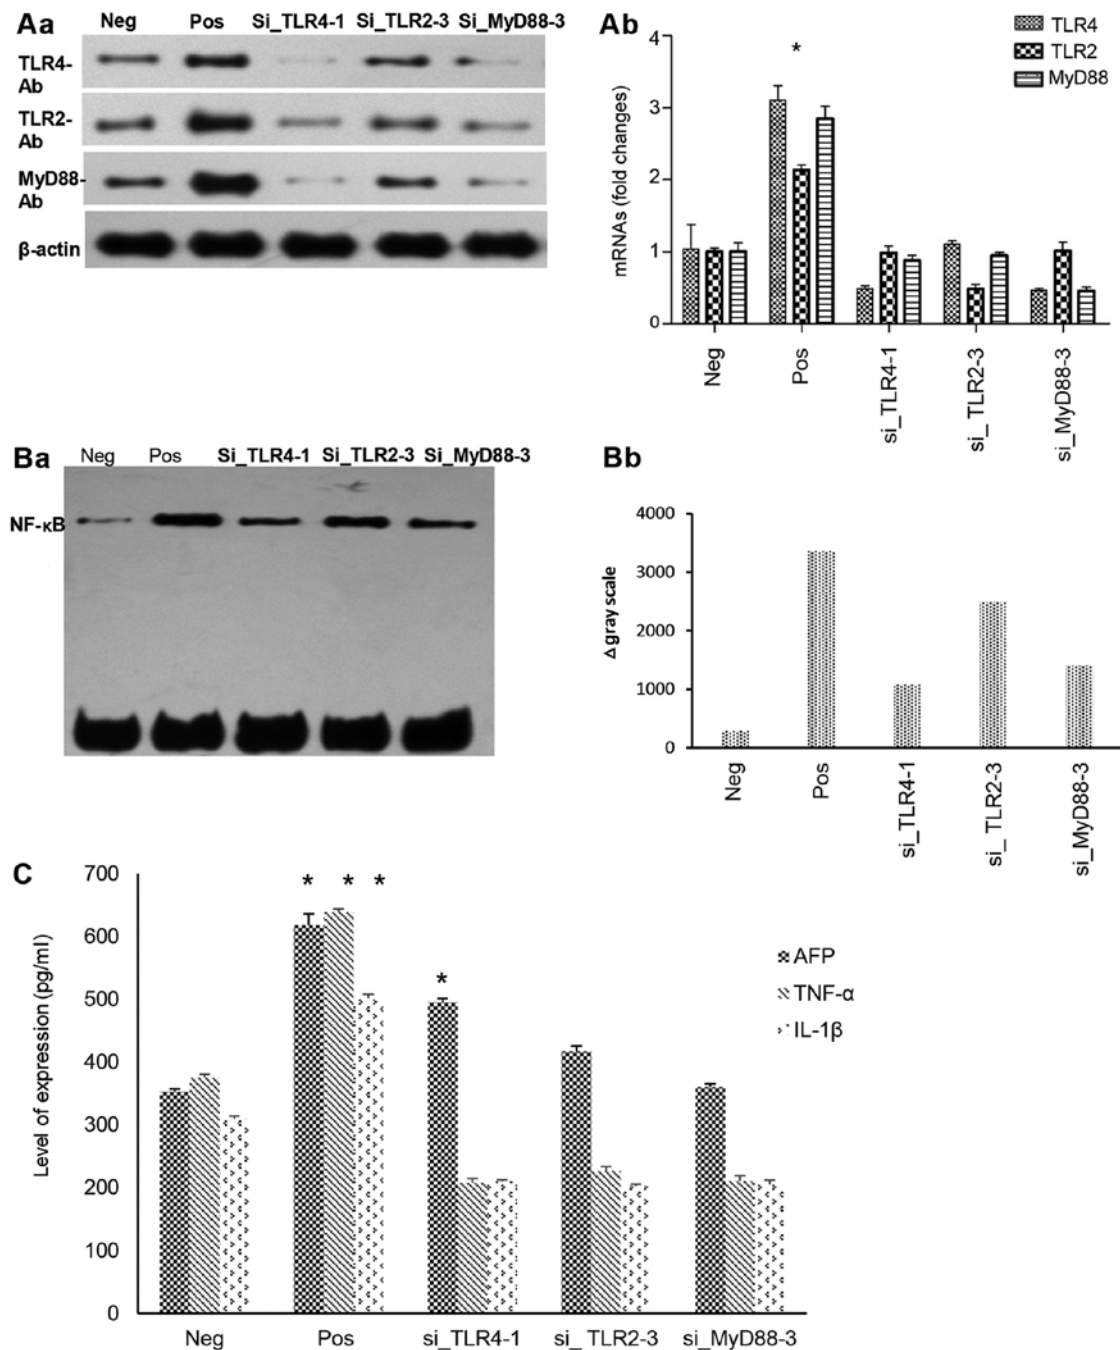 Aa
Neg Pos Si_TLR4-1 Si_TLR2-3 Si_MyD88-3
TLR4-
Ab
TLR2-
Ab
MyD88-
Ab
β-actin
Ab
TLR4
TLR2
MyD88
*
mRNAs (fold changes)
4
3
2
1
0
Neg
Pos
si_TLR4-1
si_TLR2-3
si_MyD88-3
Ba
Neg Pos Si_TLR4-1 Si_TLR2-3 Si_MyD88-3
NF-κB
Bb
Δ gray scale
4000
3000
2000
1000
0
Neg
Pos
si_TLR4-1
si_ TLR2-3
si_MyD88-3
C
Level of expression (pg/ml)
700
600
500
400
300
200
100
0
* * *
*
AFP
TNF-α
IL-1β
Neg Pos si_TLR4-1 si_ TLR2-3 si_MyD88-3